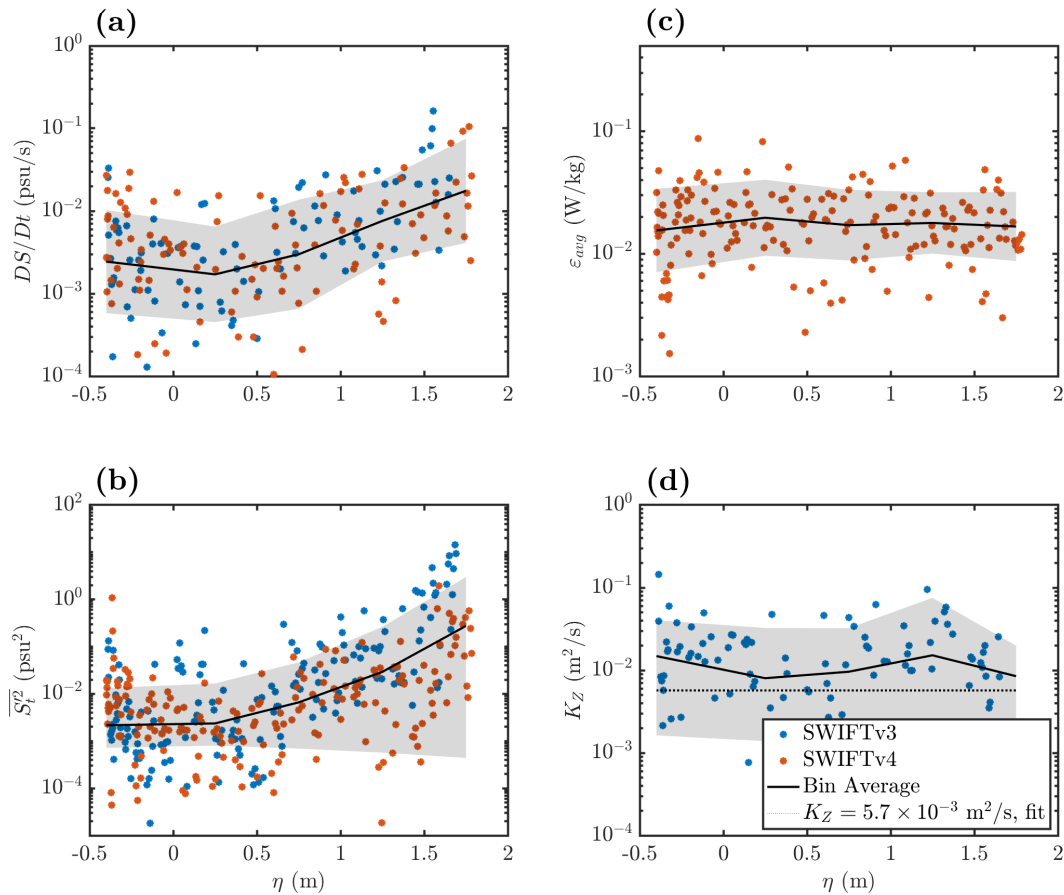 (a)
10^0
10^-1
10^-2
10^-3
10^-4
DS/Dt (psu/s)
-0.5 0 0.5 1 1.5 2
(c)
10^-1
10^-2
10^-3
ε_avg (W/kg)
-0.5 0 0.5 1 1.5 2
(b)
10^2
10^0
10^-2
10^-4
\overline{S_t'^2} (psu²)
-0.5 0 0.5 1 1.5 2
η (m)
(d)
10^0
10^-1
10^-2
10^-3
10^-4
K_Z (m²/s)
SWIFTv3
SWIFTv4
Bin Average
K_Z = 5.7 × 10^-3 m²/s, fit
-0.5 0 0.5 1 1.5 2
η (m)